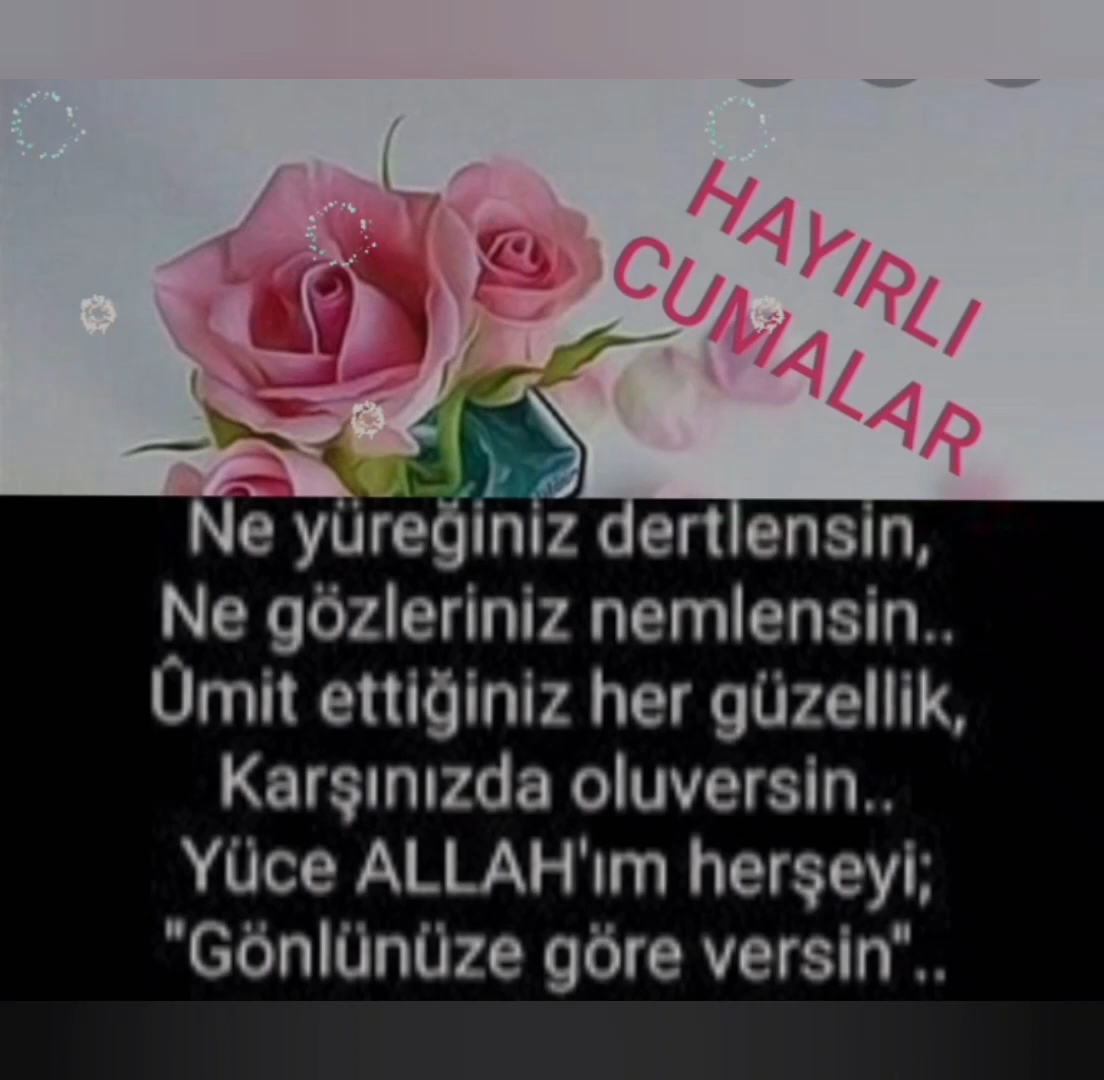 HAYIRLI
CUMALAR
Ne yüreğiniz dertlensin,
Ne gözleriniz nemlensin..
Ûmit ettiğiniz her güzellik,
Karşınızda oluversin..
Yüce ALLAH'ım herşeyi;
"Gönlünüze göre versin"..